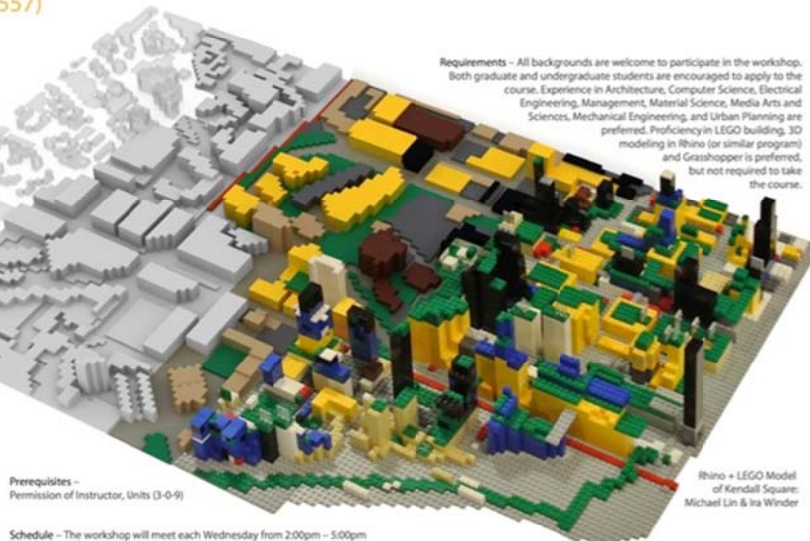 557)
Requirements – All backgrounds are welcome to participate in the workshop.
Both graduate and undergraduate students are encouraged to apply to the
course. Experience in Architecture, Computer Science, Electrical
Engineering, Management, Material Science, Media Arts and
Sciences, Mechanical Engineering, and Urban Planning are
preferred. Proficiency in LEGO building, 3D
modeling in Rhino (or similar program)
and Grasshopper is preferred,
but not required to take
the course.
Prerequisites –
Permission of Instructor, Units (3-0-9)
Rhino + LEGO Model
of Kendall Square:
Michael Lin & Ira Winder
Schedule – The workshop will meet each Wednesday from 2:00pm – 5:00pm